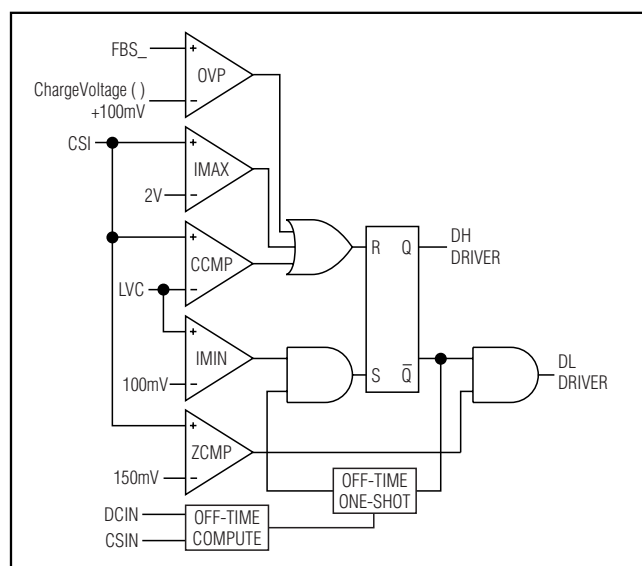 FBS_
+
OVP
ChargeVoltage ( )
+100mV
−
CSI
+
IMAX
2V
−
+
CCMP
LVC
−
+
IMIN
100mV
−
+
ZCMP
150mV
−
R
Q
DH
DRIVER
S
Q̅
DL
DRIVER
OFF-TIME
ONE-SHOT
DCIN
CSIN
OFF-TIME
COMPUTE